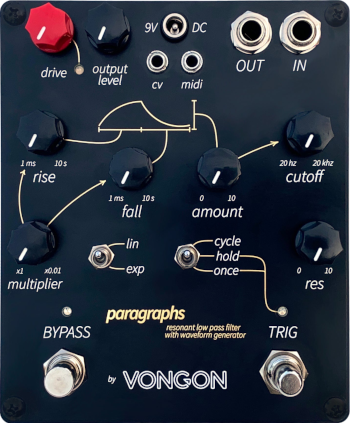 9V DC
drive
output
level
cv midi
OUT IN
1 ms 10 s
rise
1 ms 10 s
fall
0 10
amount
20 hz 20 khz
cutoff
x1 x0.01
multiplier
lin
exp
cycle
hold
once
0 10
res
paragraphs
resonant low pass filter
with waveform generator
BYPASS
TRIG
by VONGON